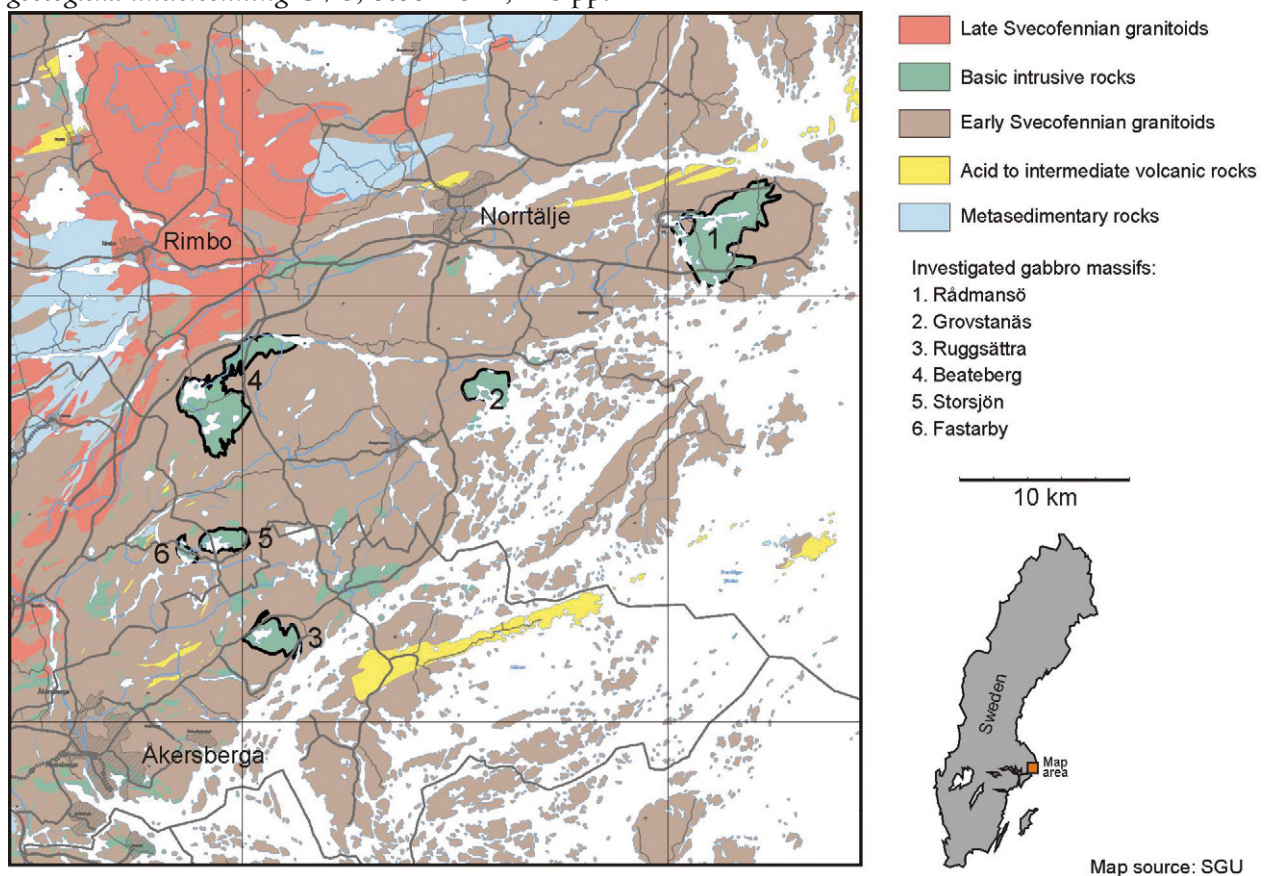 Late Svecofennian granitoids
Basic intrusive rocks
Early Svecofennian granitoids
Acid to intermediate volcanic rocks
Metasedimentary rocks
Investigated gabbro massifs:
1. Rådmansö
2. Grovstanäs
3. Ruggsättra
4. Beateberg
5. Storsjön
6. Fastarby
10 km
Sweden
Map
area
Map source: SGU
Norrtälje
Rimbo
1
4
2
5
6
3
Åkersberga